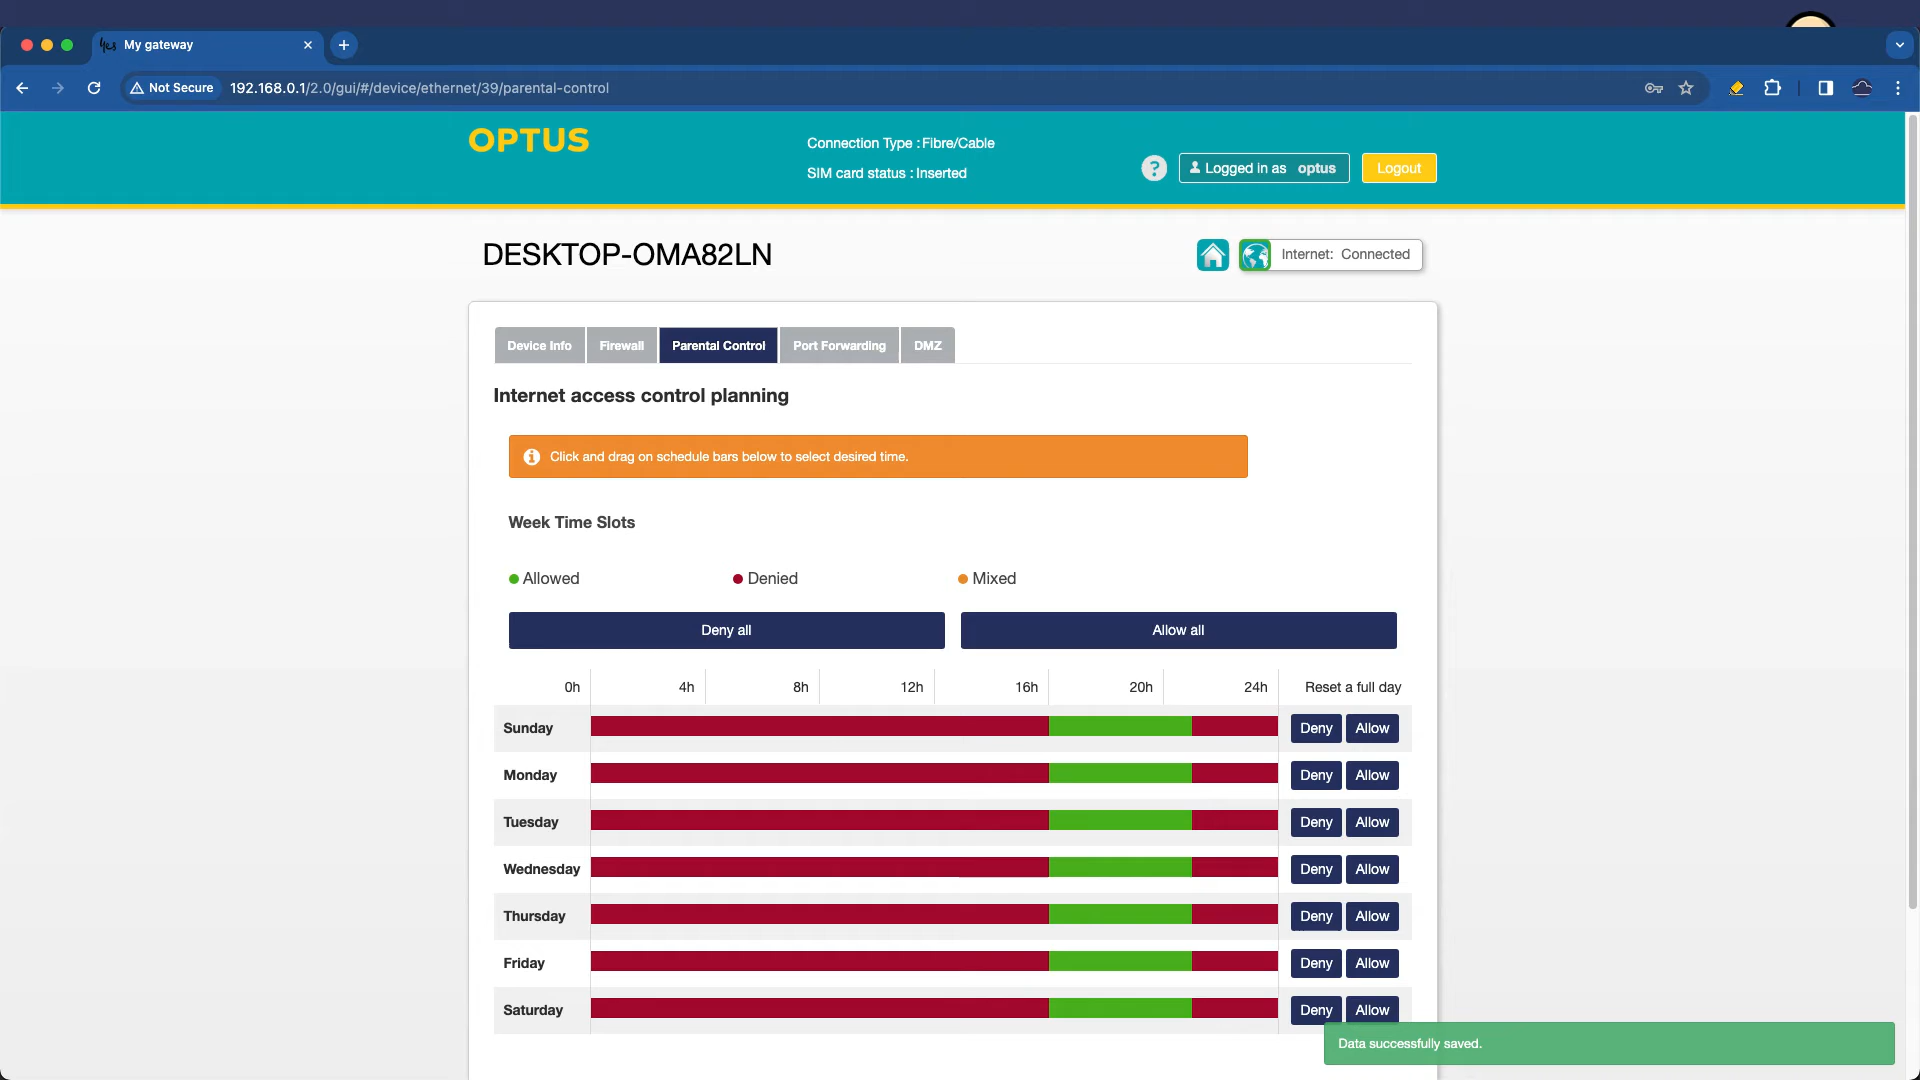 yes My gateway
Not Secure 192.168.0.1/2.0/gui/#/device/ethernet/39/parental-control
OPTUS
Connection Type : Fibre/Cable
SIM card status : Inserted
? Logged in as optus Logout
DESKTOP-OMA82LN
Internet: Connected
Device Info Firewall Parental Control Port Forwarding DMZ
Internet access control planning
Click and drag on schedule bars below to select desired time.
Week Time Slots
Allowed Denied Mixed
Deny all Allow all
0h 4h 8h 12h 16h 20h 24h Reset a full day
Sunday Deny Allow
Monday Deny Allow
Tuesday Deny Allow
Wednesday Deny Allow
Thursday Deny Allow
Friday Deny Allow
Saturday Deny Allow
Data successfully saved.